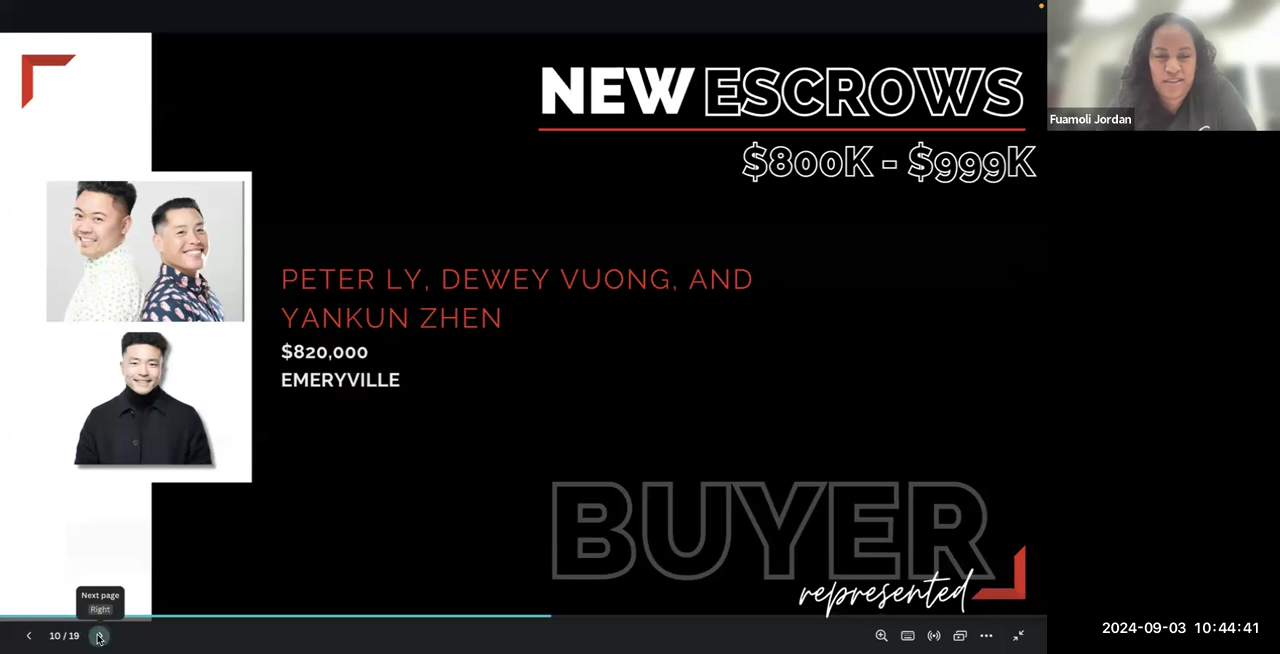 NEW ESCROWS
$800K - $999K
Fuamoli Jordan
PETER LY, DEWEY VUONG, AND
YANKUN ZHEN
$820,000
EMERYVILLE
BUYER
represented
Next page
Right
10 / 19
2024-09-03 10:44:41